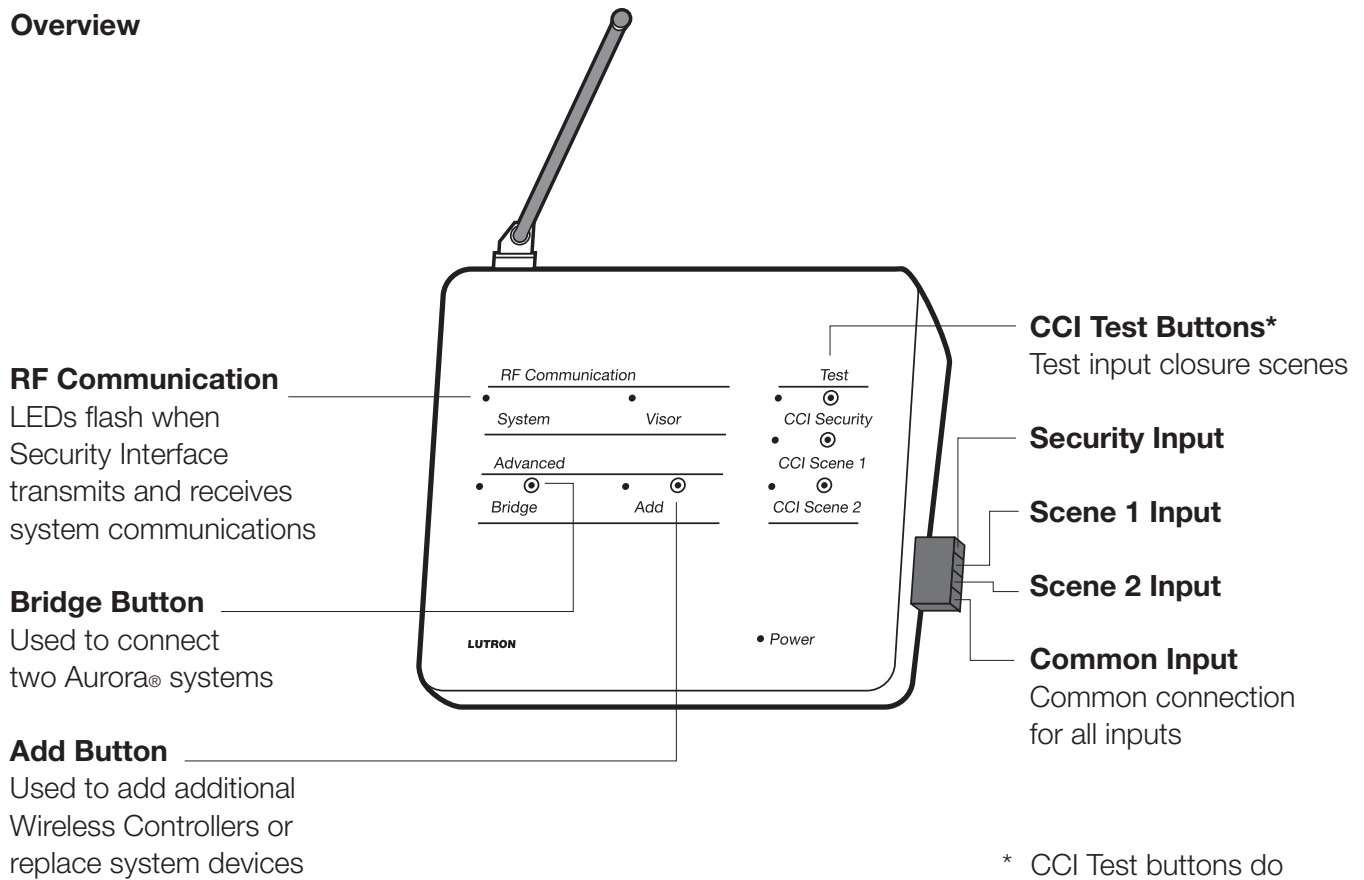 Overview
RF Communication
LEDs flash when
Security Interface
transmits and receives
system communications
Bridge Button
Used to connect
two Aurora® systems
Add Button
Used to add additional
Wireless Controllers or
replace system devices
RF Communication
System Visor
Advanced
Bridge Add
Test
CCI Security
CCI Scene 1
CCI Scene 2
LUTRON
Power
CCI Test Buttons*
Test input closure scenes
Security Input
Scene 1 Input
Scene 2 Input
Common Input
Common connection
for all inputs
* CCI Test buttons do